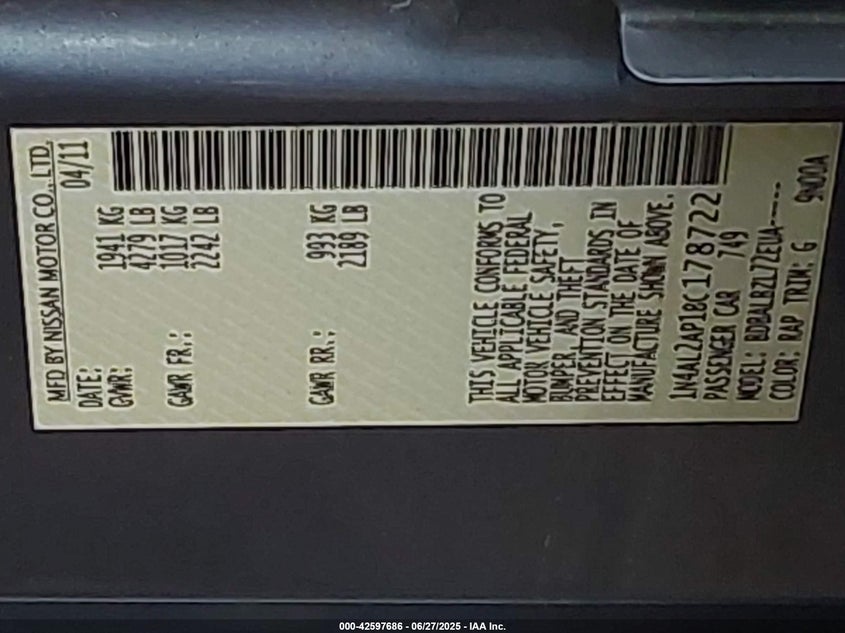 MFD BY NISSAN MOTOR CO., LTD.
DATE: 04/11
GVWR: 1941 KG
4279 LB
GAWR FR.: 1017 KG
2242 LB
GAWR RR.: 993 KG
2189 LB
THIS VEHICLE CONFORMS TO
ALL APPLICABLE FEDERAL
MOTOR VEHICLE SAFETY,
BUMPER, AND THEFT
PREVENTION STANDARDS IN
EFFECT ON THE DATE OF
MANUFACTURE SHOWN ABOVE.
1N4AL2AP1BC178722
PASSENGER CAR 749
MODEL: BDBALBZL72EUA-----
COLOR: RAP TRIM: G 9N00A
000-42597686 - 06/27/2025 - IAA Inc.